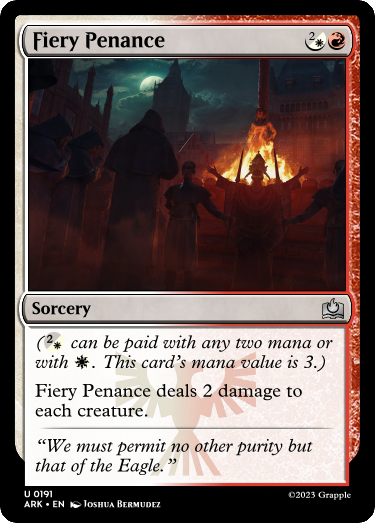 Fiery Penance 2
Sorcery
(2 can be paid with any two mana or
with . This card's mana value is 3.)
Fiery Penance deals 2 damage to
each creature.
“We must permit no other purity but
that of the Eagle.”
U 0191
ARK • EN Joshua Bermudez
©2023 Grapple